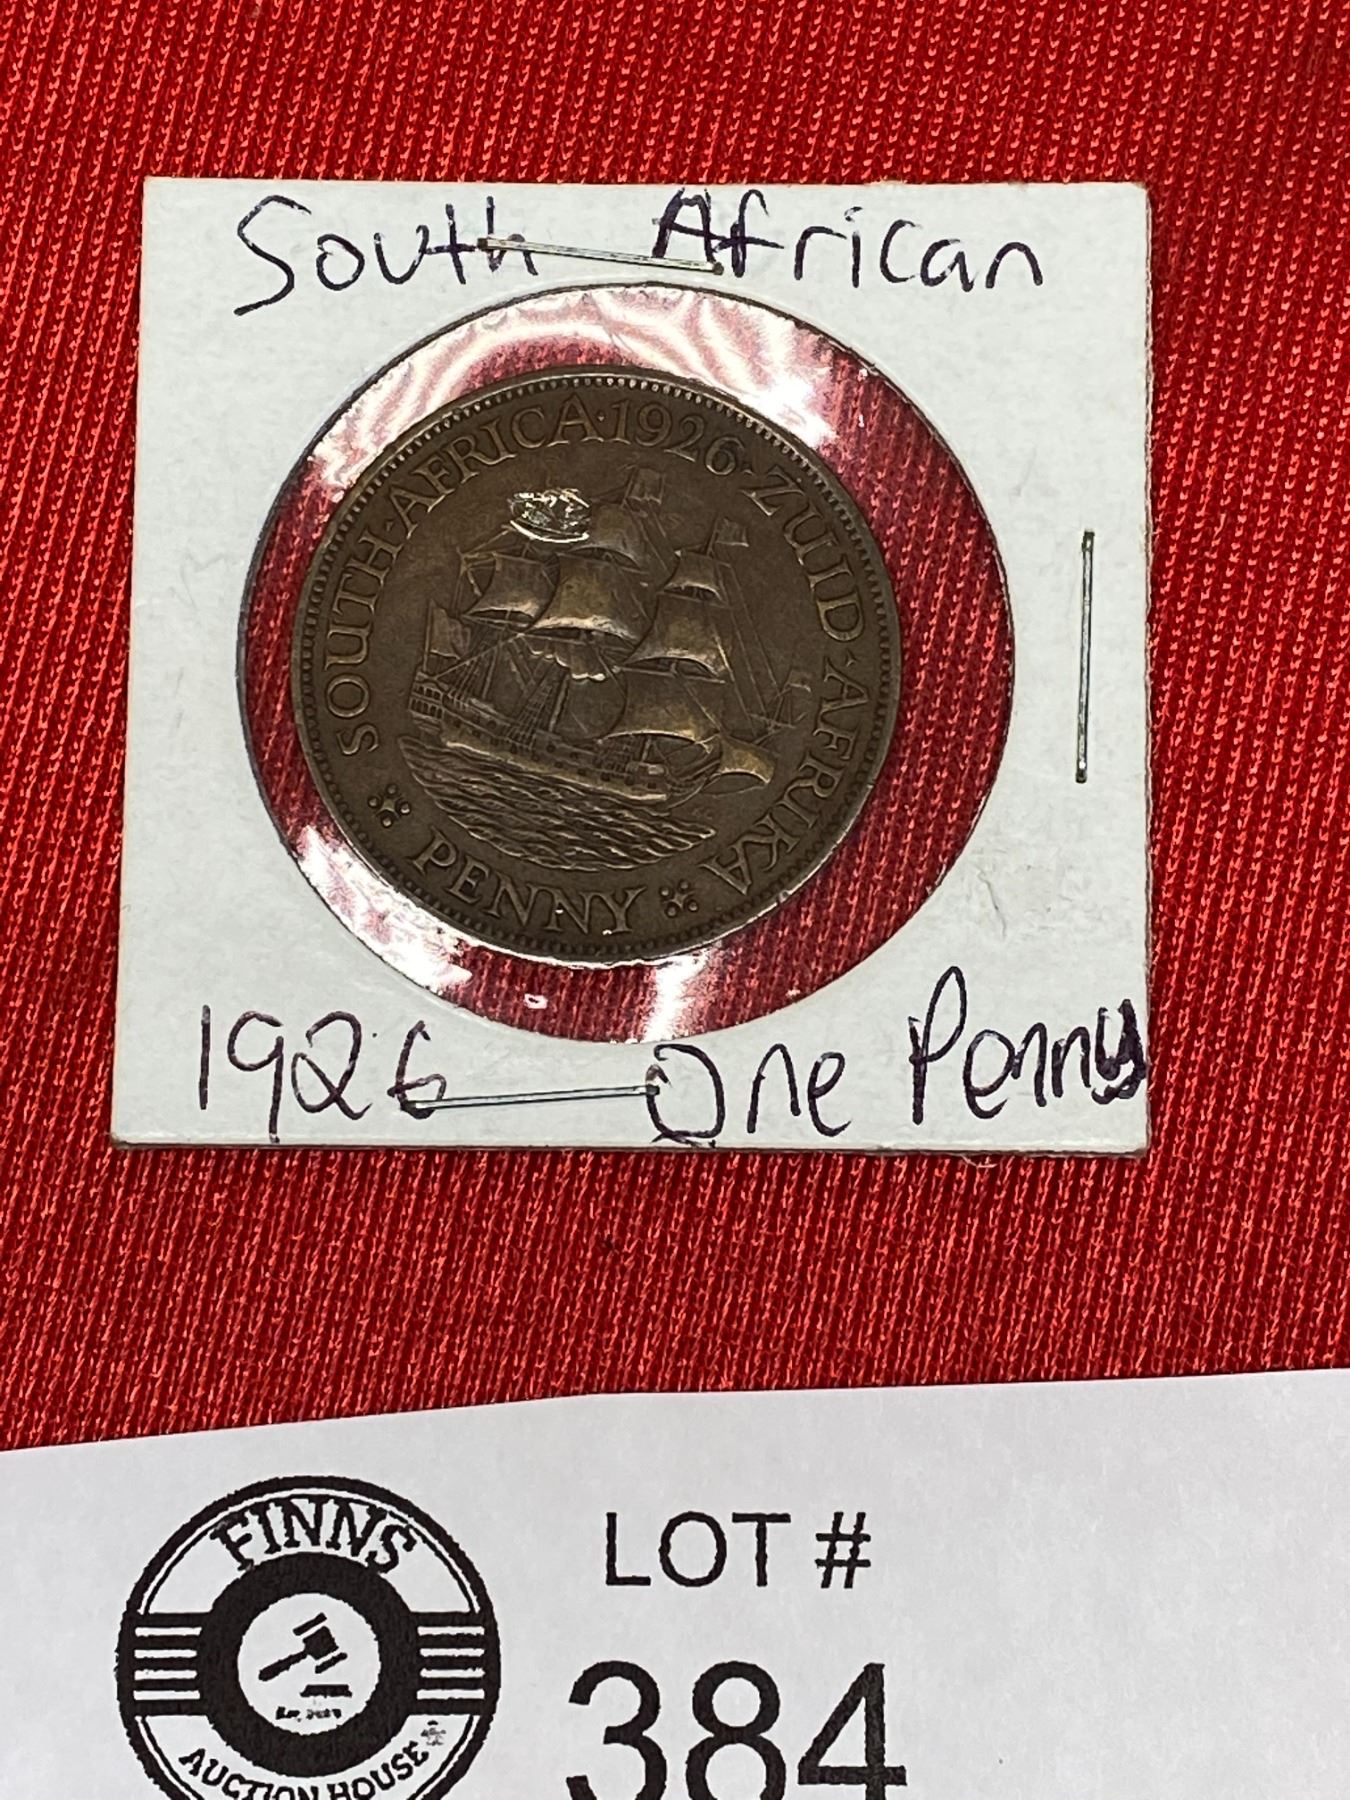 South African
SOUTH·AFRICA·1926·ZUID·AFRIKA
PENNY
1926 One Penny
FINNS
AUCTION HOUSE
LOT #
384